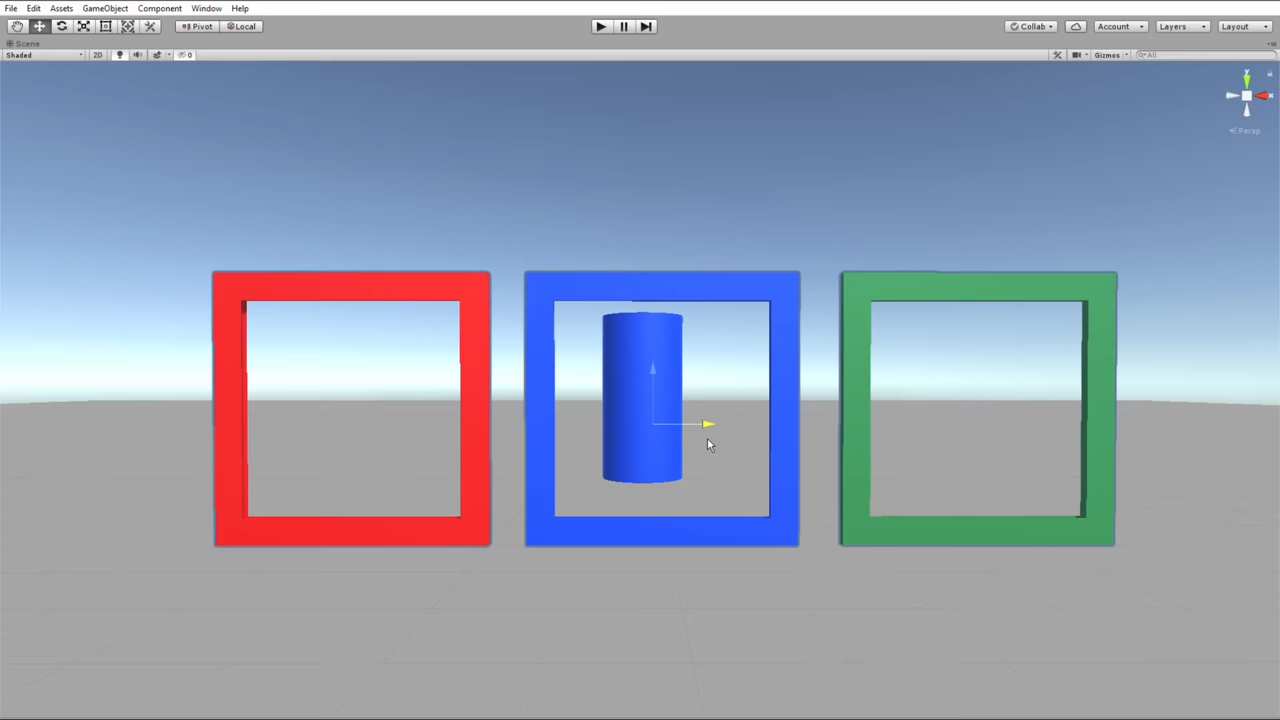 File Edit Assets GameObject Component Window Help
Pivot Local Collab Account Layers Layout
Scene
Shaded 2D 0 Gizmos All
y
x
Persp